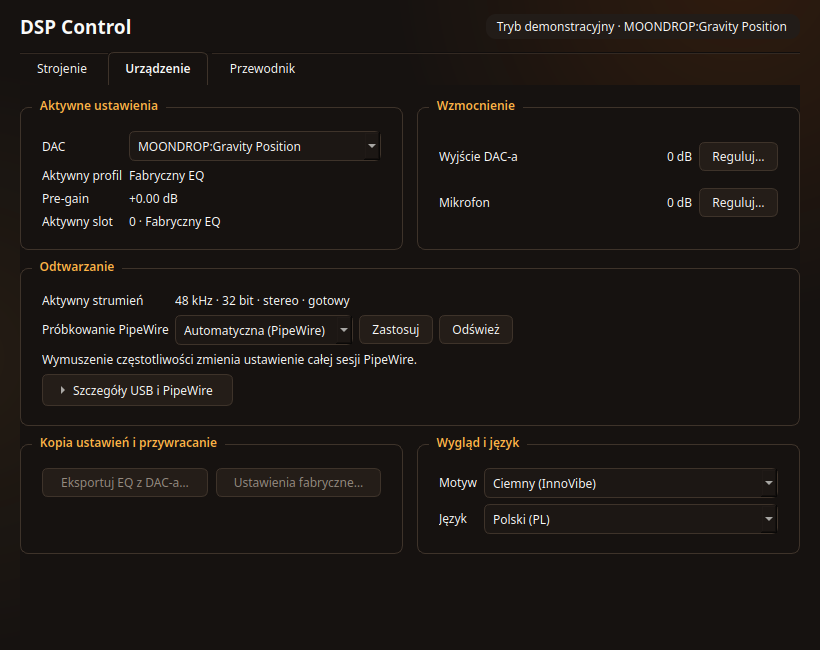 DSP Control
Tryb demonstracyjny · MOONDROP:Gravity Position
Strojenie Urządzenie Przewodnik
Aktywne ustawienia
DAC MOONDROP:Gravity Position
Aktywny profil Fabryczny EQ
Pre-gain +0.00 dB
Aktywny slot 0 · Fabryczny EQ
Wzmocnienie
Wyjście DAC-a 0 dB Reguluj...
Mikrofon 0 dB Reguluj...
Odtwarzanie
Aktywny strumień 48 kHz · 32 bit · stereo · gotowy
Próbkowanie PipeWire Automatyczna (PipeWire) Zastosuj Odśwież
Wymuszenie częstotliwości zmienia ustawienie całej sesji PipeWire.
Szczegóły USB i PipeWire
Kopia ustawień i przywracanie
Eksportuj EQ z DAC-a... Ustawienia fabryczne...
Wygląd i język
Motyw Ciemny (InnoVibe)
Język Polski (PL)